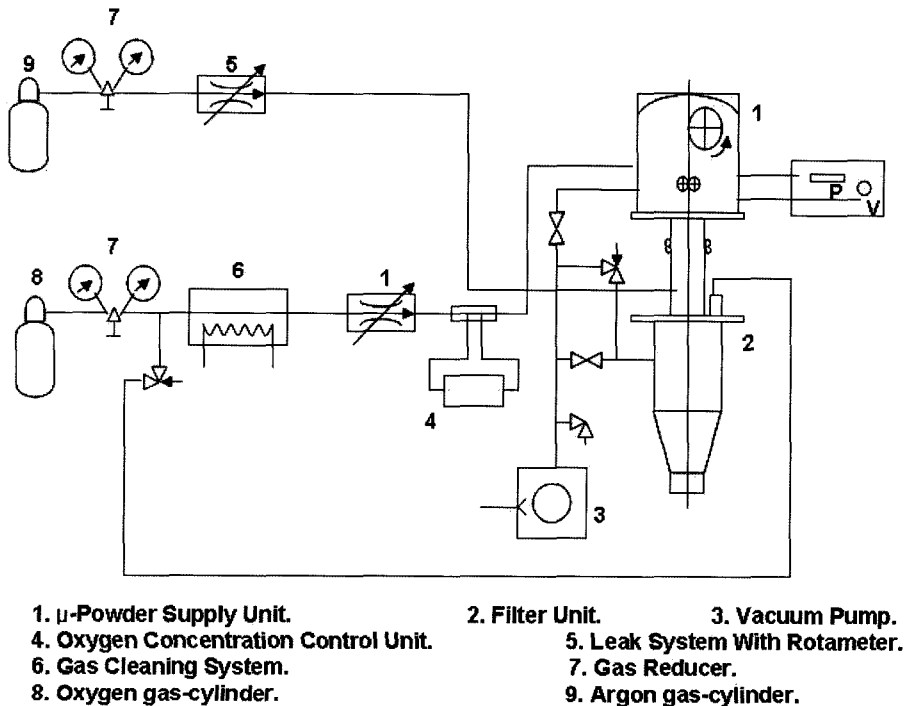 7
9
5
1
P
V
7
8
6
1
2
4
3
1. µ-Powder Supply Unit. 2. Filter Unit. 3. Vacuum Pump.
4. Oxygen Concentration Control Unit. 5. Leak System With Rotameter.
6. Gas Cleaning System. 7. Gas Reducer.
8. Oxygen gas-cylinder. 9. Argon gas-cylinder.